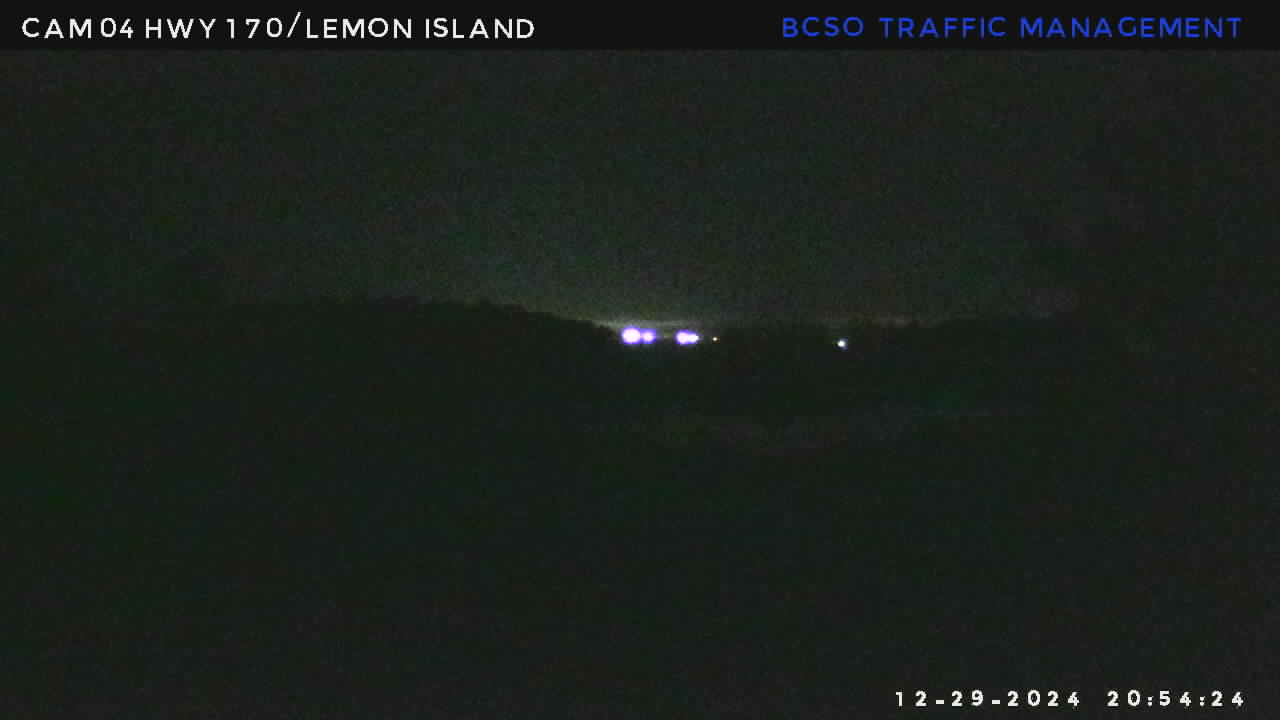 CAM04 HWY 170/LEMON ISLAND
BCSO TRAFFIC MANAGEMENT
12-29-2024 20:54:24